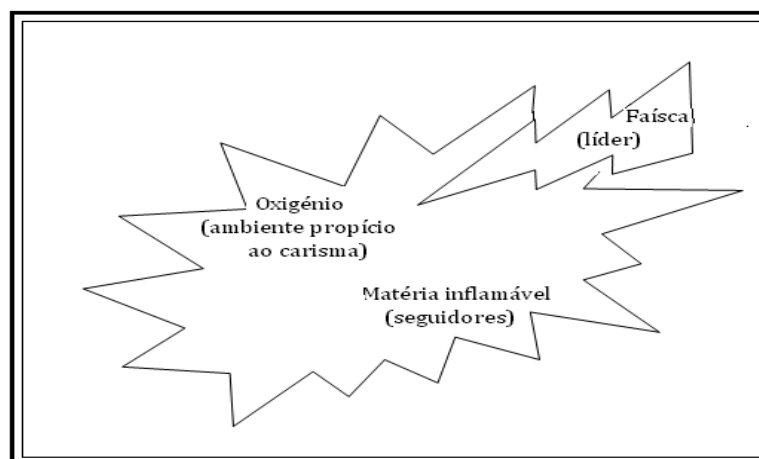 Faísca
(líder)
Oxigénio
(ambiente propício
ao carisma)
Matéria inflamável
(seguidores)